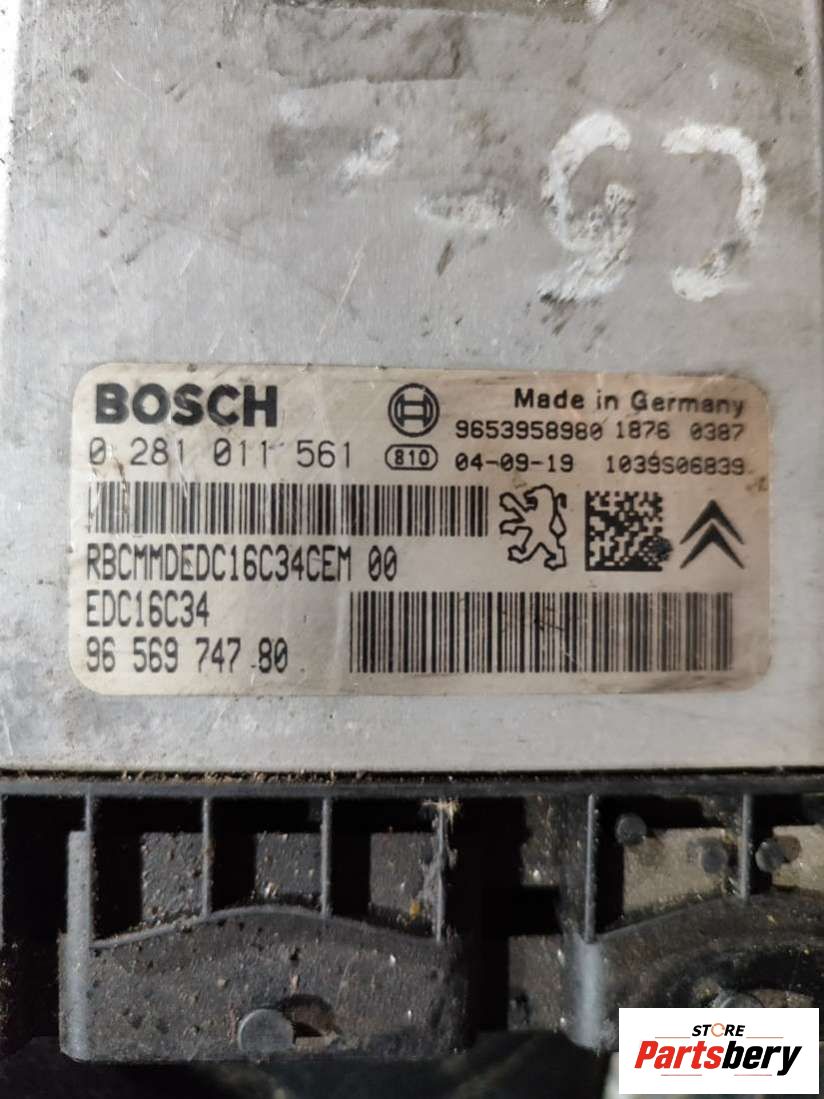 BOSCH
Made in Germany
9653958980 1876 0387
0 281 011 561
810
04-09-19 1039S06839
RBCMMDEDC16C34CEM 00
EDC16C34
96 569 747 80
STORE
Partsbery